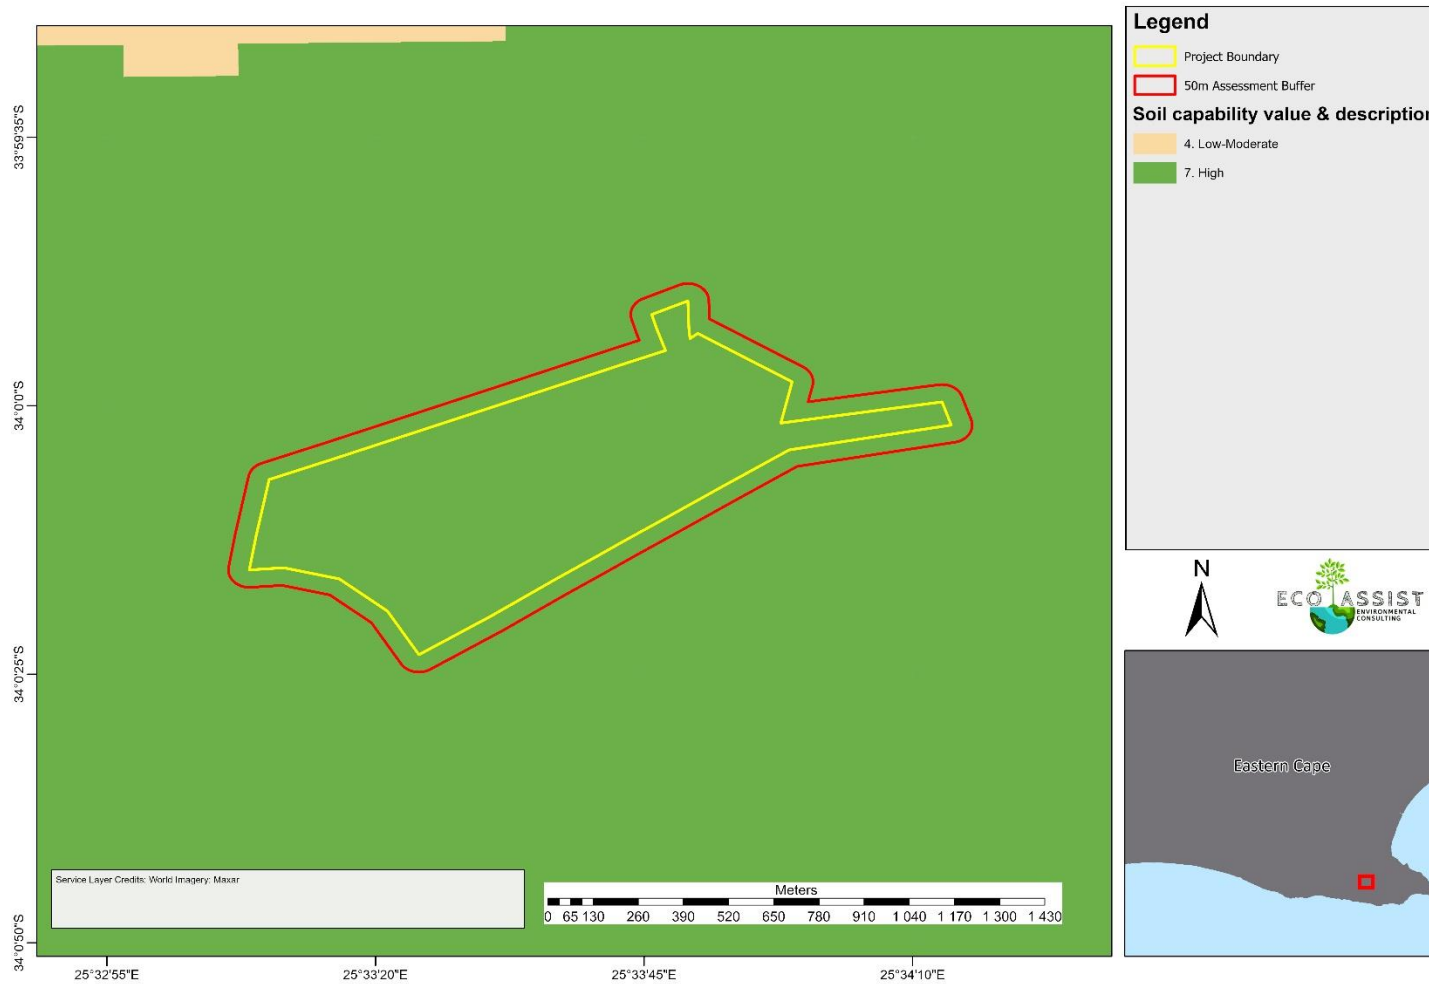 Legend
Project Boundary
50m Assessment Buffer
Soil capability value & description
4. Low-Moderate
7. High
33°59'35"S
34°0'0"S
34°0'25"S
34°0'50"S
25°32'55"E
25°33'20"E
25°33'45"E
25°34'10"E
Service Layer Credits: World Imagery: Maxar
Meters
0 65 130 260 390 520 650 780 910 1 040 1 170 1 300 1 430
N
ECO ASSIST
ENVIRONMENTAL
CONSULTING
Eastern Cape